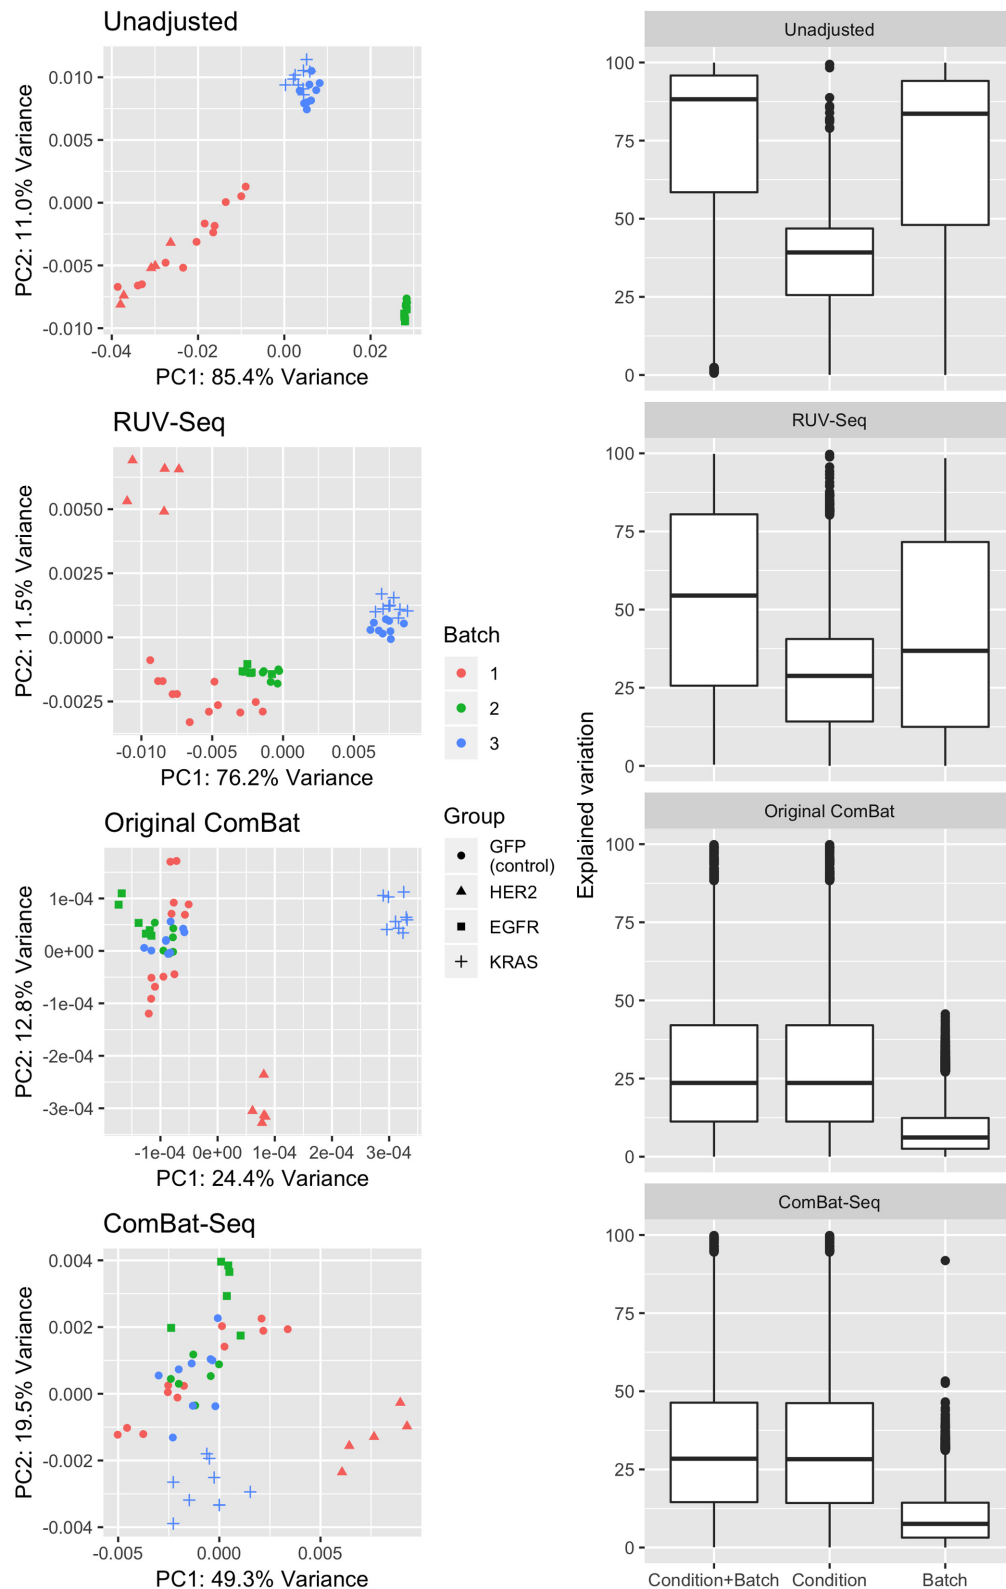 Unadjusted
0.010
0.005
0.000
-0.005
-0.010
PC2: 11.0% Variance
-0.04 -0.02 0.00 0.02
PC1: 85.4% Variance
RUV-Seq
0.0050
0.0025
0.0000
-0.0025
PC2: 11.5% Variance
-0.010 -0.005 0.000 0.005
PC1: 76.2% Variance
Original ComBat
1e-04
0e+00
-1e-04
-2e-04
-3e-04
PC2: 12.8% Variance
-1e-04 0e+00 1e-04 2e-04 3e-04
PC1: 24.4% Variance
ComBat-Seq
0.004
0.002
0.000
-0.002
-0.004
PC2: 19.5% Variance
-0.005 0.000 0.005
PC1: 49.3% Variance
Batch
1
2
3
Group
GFP
(control)
HER2
EGFR
KRAS
Explained variation
Unadjusted
100
75
50
25
0
RUV-Seq
100
75
50
25
0
Original ComBat
100
75
50
25
0
ComBat-Seq
100
75
50
25
0
Condition+Batch Condition Batch